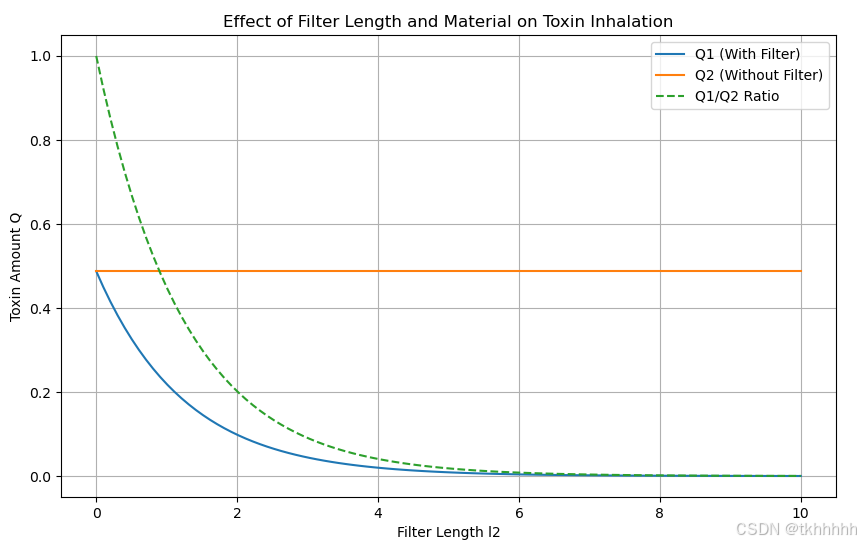 Effect of Filter Length and Material on Toxin Inhalation
Q1 (With Filter)
Q2 (Without Filter)
Q1/Q2 Ratio
Toxin Amount Q
1.0
0.8
0.6
0.4
0.2
0.0
0 2 4 6 8 10
Filter Length l2
CSDN @tkhhhhh